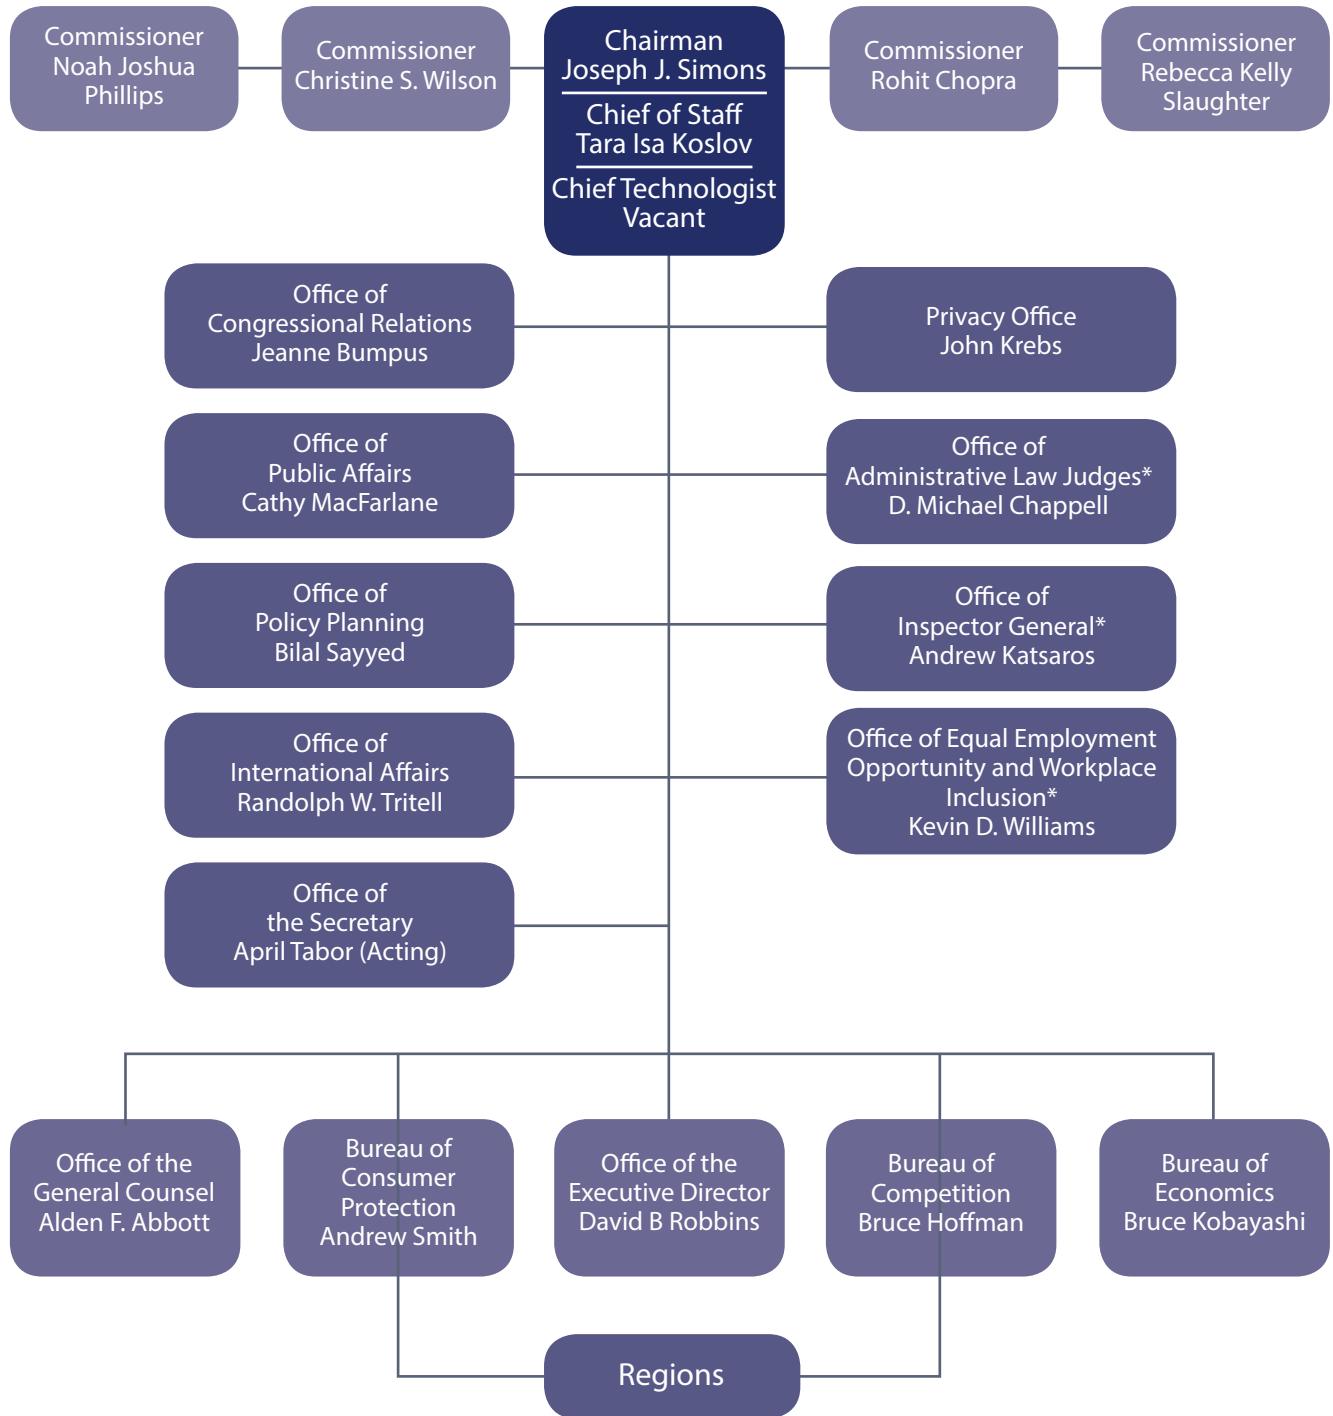 Commissioner
Noah Joshua
Phillips
Commissioner
Christine S. Wilson
Chairman
Joseph J. Simons
Chief of Staff
Tara Isa Koslov
Chief Technologist
Vacant
Commissioner
Rohit Chopra
Commissioner
Rebecca Kelly
Slaughter
Office of
Congressional Relations
Jeanne Bumpus
Privacy Office
John Krebs
Office of
Public Affairs
Cathy MacFarlane
Office of
Administrative Law Judges*
D. Michael Chappell
Office of
Policy Planning
Bilal Sayyed
Office of
Inspector General*
Andrew Katsaros
Office of
International Affairs
Randolph W. Tritell
Office of Equal Employment
Opportunity and Workplace
Inclusion*
Kevin D. Williams
Office of
the Secretary
April Tabor (Acting)
Office of the
General Counsel
Alden F. Abbott
Bureau of
Consumer
Protection
Andrew Smith
Office of the
Executive Director
David B Robbins
Bureau of
Competition
Bruce Hoffman
Bureau of
Economics
Bruce Kobayashi
Regions